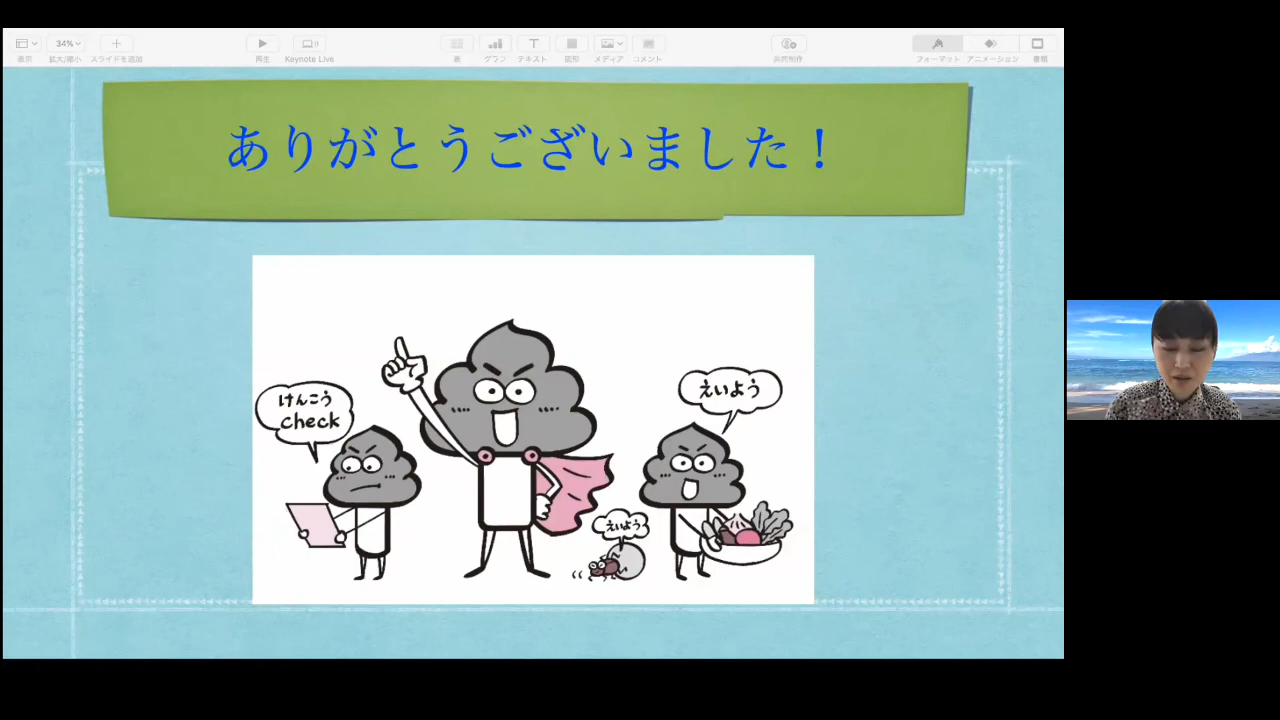 表示
34%
拡大/縮小
スライドを追加
再生
Keynote Live
表
グラフ
テキスト
図形
メディア
コメント
共同制作
フォーマット
アニメーション
書類
ありがとうございました！
けんこう
check
えいよう
えいよう